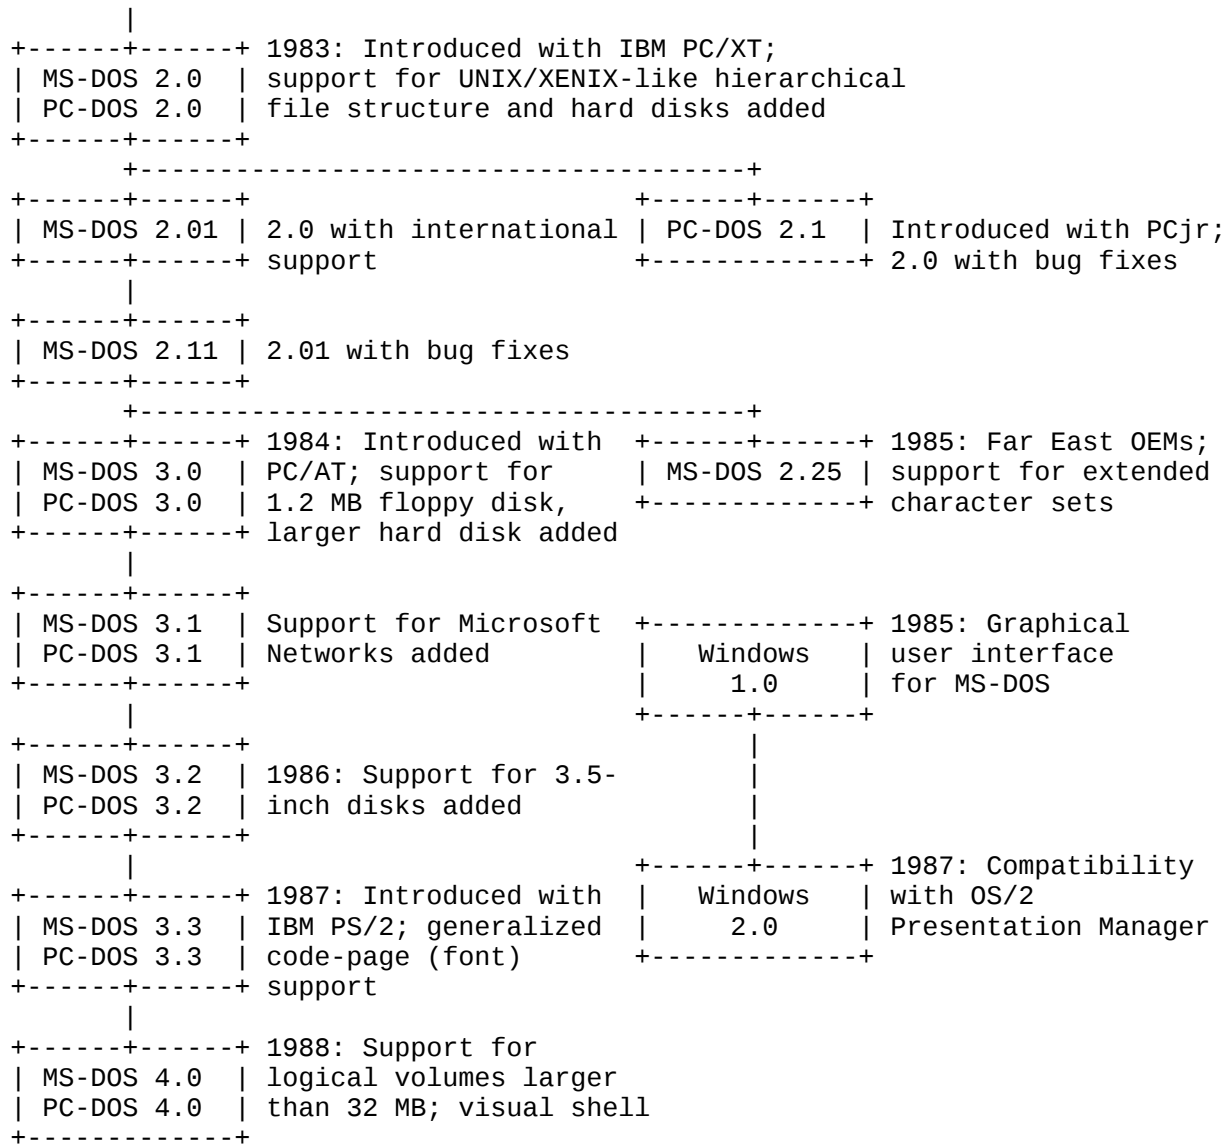 |
+------+------+ 1983: Introduced with IBM PC/XT;
| MS-DOS 2.0  | support for UNIX/XENIX-like hierarchical
| PC-DOS 2.0  | file structure and hard disks added
+------+------+
       +--------------------------------------+
+------+------+                        +------+------+
| MS-DOS 2.01 | 2.0 with international | PC-DOS 2.1  | Introduced with PCjr;
+------+------+ support                +-------------+ 2.0 with bug fixes
       |
+------+------+
| MS-DOS 2.11 | 2.01 with bug fixes
+------+------+
       +--------------------------------------+
+------+------+ 1984: Introduced with  +------+------+ 1985: Far East OEMs;
| MS-DOS 3.0  | PC/AT; support for     | MS-DOS 2.25 | support for extended
| PC-DOS 3.0  | 1.2 MB floppy disk,    +-------------+ character sets
+------+------+ larger hard disk added
       |
+------+------+
| MS-DOS 3.1  | Support for Microsoft  +-------------+ 1985: Graphical
| PC-DOS 3.1  | Networks added         |   Windows   | user interface
+------+------+                        |     1.0     | for MS-DOS
       |                               +------+------+
+------+------+                               |
| MS-DOS 3.2  | 1986: Support for 3.5-        |
| PC-DOS 3.2  | inch disks added              |
+------+------+                               |
       |                               +------+------+ 1987: Compatibility
+------+------+ 1987: Introduced with  |   Windows   | with OS/2
| MS-DOS 3.3  | IBM PS/2; generalized  |     2.0     | Presentation Manager
| PC-DOS 3.3  | code-page (font)       +-------------+
+------+------+ support
       |
+------+------+ 1988: Support for
| MS-DOS 4.0  | logical volumes larger
| PC-DOS 4.0  | than 32 MB; visual shell
+-------------+